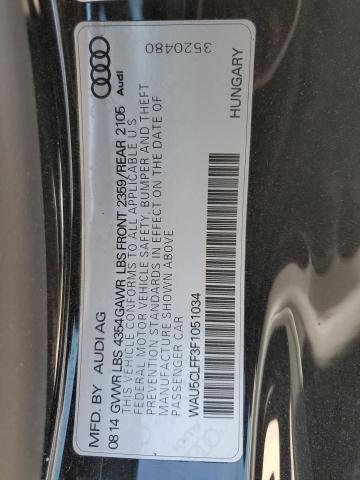 MFD. BY AUDI AG
Audi
08 14 GVWR LBS 4354 GAWR LBS FRONT 2359/REAR 2105
THIS VEHICLE CONFORMS TO ALL APPLICABLE U S
FEDERAL MOTOR VEHICLE SAFETY, BUMPER AND THEFT
PREVENTION STANDARDS IN EFFECT ON THE DATE OF
MANUFACTURE SHOWN ABOVE
PASSENGER CAR
WAU5CLFF3F1051034
3520480
HUNGARY